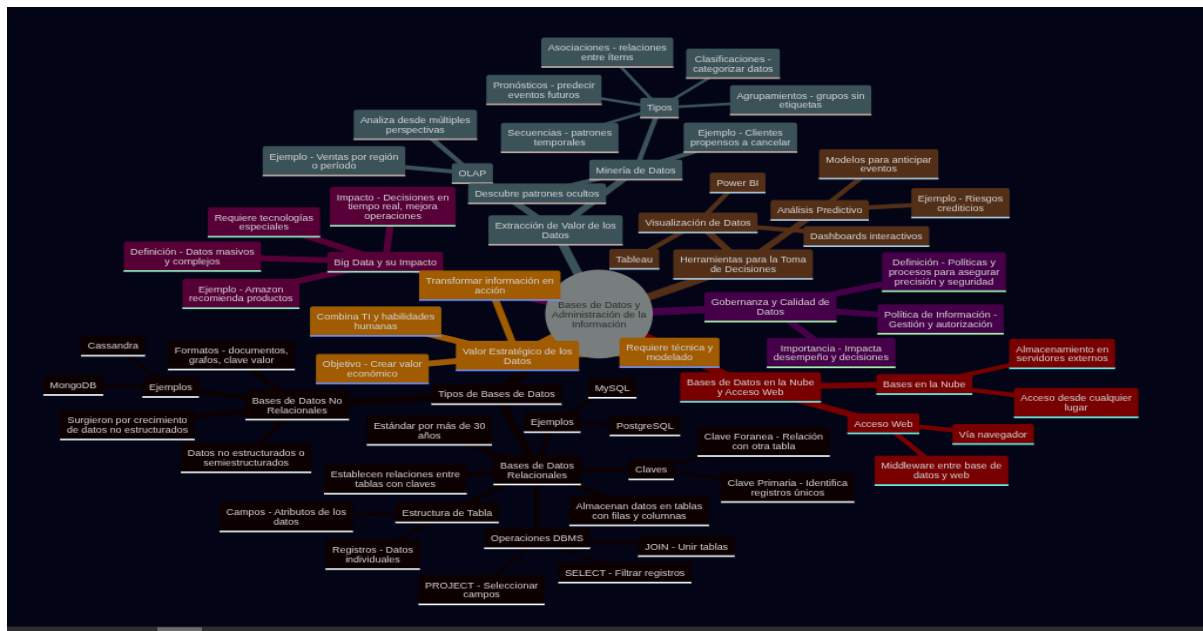 Asociaciones - relaciones
entre ítems
Clasificaciones -
categorizar datos
Pronósticos - predecir
eventos futuros
Tipos
Agrupamientos - grupos sin
etiquetas
Secuencias - patrones
temporales
Ejemplo - Clientes
propensos a cancelar
Minería de Datos
Analiza desde múltiples
perspectivas
Ejemplo - Ventas por región
o período
OLAP
Descubre patrones ocultos
Extracción de Valor de los
Datos
Modelos para anticipar
eventos
Power BI
Análisis Predictivo
Ejemplo - Riesgos
crediticios
Visualización de Datos
Dashboards interactivos
Tableau
Herramientas para la Toma
de Decisiones
Impacto - Decisiones en
tiempo real, mejora
operaciones
Requiere tecnologías
especiales
Definición - Datos masivos
y complejos
Big Data y su Impacto
Ejemplo - Amazon
recomienda productos
Bases de Datos y
Administración de la
Información
Definición - Políticas y
procesos para asegurar
precisión y seguridad
Gobernanza y Calidad de
Datos
Política de Información -
Gestión y autorización
Importancia - Impacta
desempeño y decisiones
Transformar información en
acción
Combina TI y habilidades
humanas
Objetivo - Crear valor
económico
Valor Estratégico de los
Datos
Requiere técnica y
modelado
Bases de Datos en la Nube
y Acceso Web
Bases en la Nube
Almacenamiento en
servidores externos
Acceso desde cualquier
lugar
Acceso Web
Vía navegador
Middleware entre base de
datos y web
Cassandra
Formatos - documentos,
grafos, clave valor
MongoDB
Ejemplos
Bases de Datos No
Relacionales
Tipos de Bases de Datos
Surgieron por crecimiento
de datos no estructurados
Datos no estructurados o
semiestructurados
MySQL
Ejemplos
PostgreSQL
Estándar por más de 30
años
Bases de Datos
Relacionales
Claves
Clave Foranea - Relación
con otra tabla
Clave Primaria - Identifica
registros únicos
Establecen relaciones entre
tablas con claves
Almacenan datos en tablas
con filas y columnas
Campos - Atributos de los
datos
Estructura de Tabla
Registros - Datos
individuales
Operaciones DBMS
JOIN - Unir tablas
SELECT - Filtrar registros
PROJECT - Seleccionar
campos